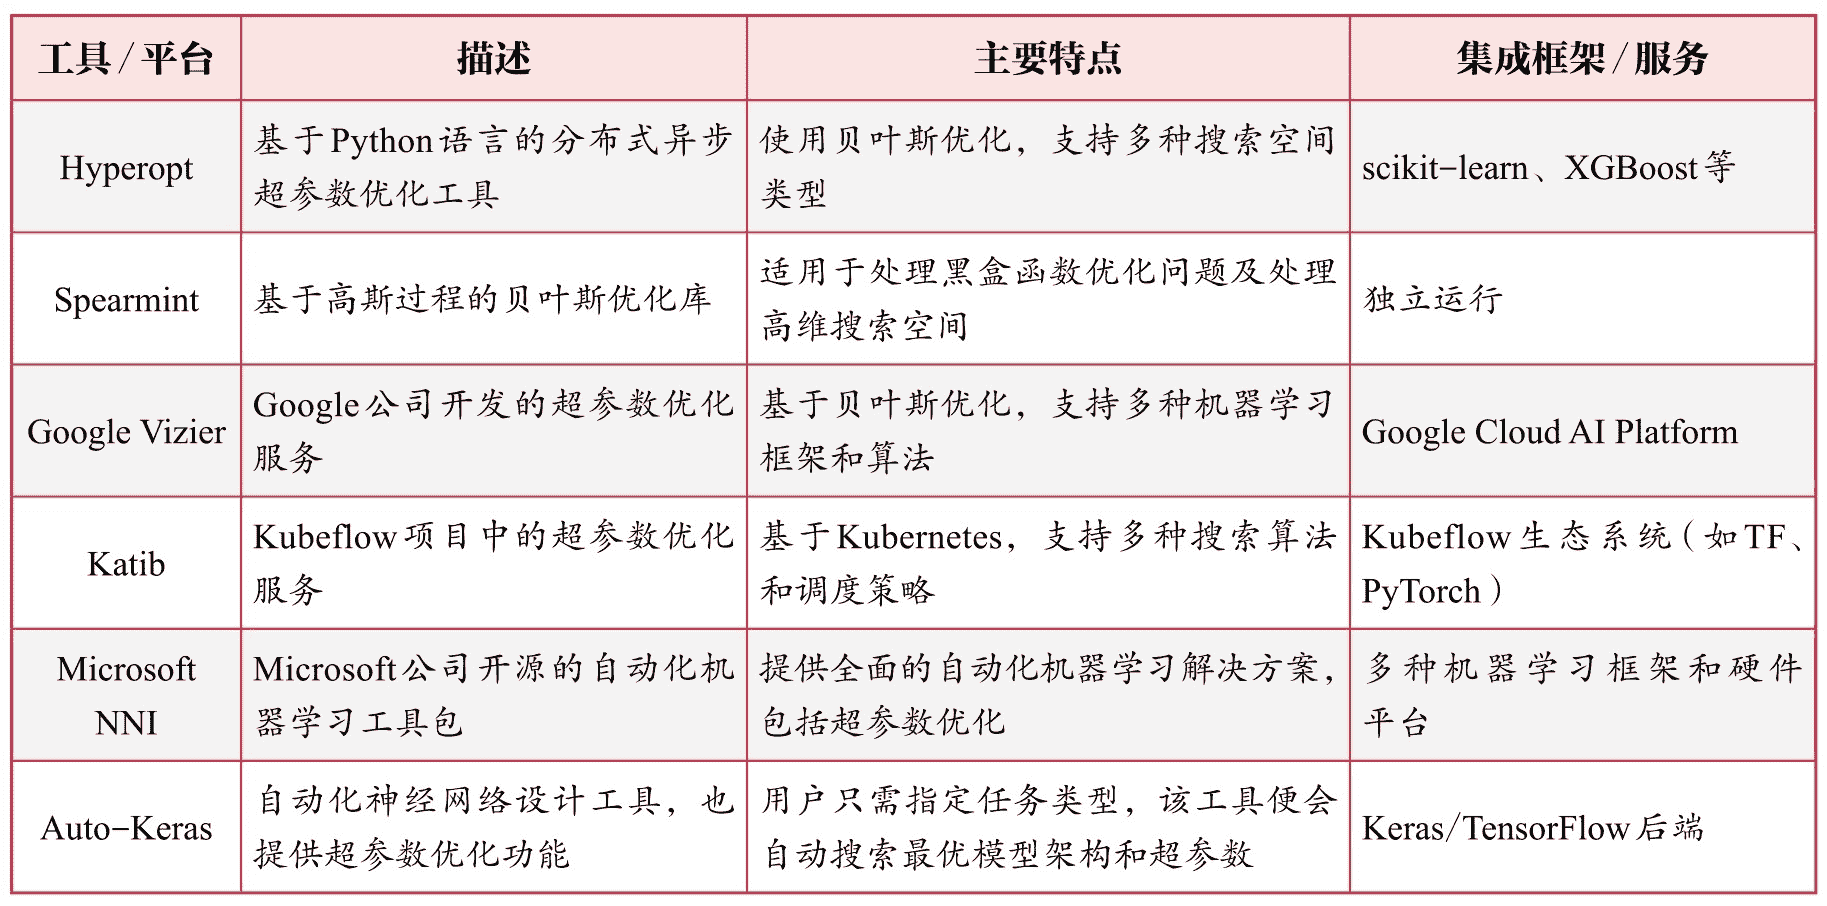 工具/平台
描述
主要特点
集成框架/服务
Hyperopt
基于Python语言的分布式异步
超参数优化工具
使用贝叶斯优化，支持多种搜索空间
类型
scikit-learn、XGBoost等
Spearmint
基于高斯过程的贝叶斯优化库
适用于处理黑盒函数优化问题及处理
高维搜索空间
独立运行
Google Vizier
Google公司开发的超参数优化
服务
基于贝叶斯优化，支持多种机器学习
框架和算法
Google Cloud AI Platform
Katib
Kubeflow项目中的超参数优化
服务
基于Kubernetes，支持多种搜索算法
和调度策略
Kubeflow生态系统（如TF、
PyTorch）
Microsoft
NNI
Microsoft公司开源的自动化机
器学习工具包
提供全面的自动化机器学习解决方案，
包括超参数优化
多种机器学习框架和硬件
平台
Auto-Keras
自动化神经网络设计工具，也
提供超参数优化功能
用户只需指定任务类型，该工具便会
自动搜索最优模型架构和超参数
Keras/TensorFlow后端